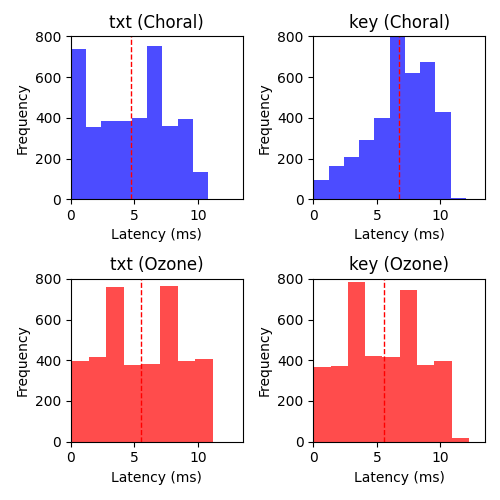 txt (Choral)
800
600
400
200
0
Frequency
0 5 10
Latency (ms)
key (Choral)
800
600
400
200
0
Frequency
0 5 10
Latency (ms)
txt (Ozone)
800
600
400
200
0
Frequency
0 5 10
Latency (ms)
key (Ozone)
800
600
400
200
0
Frequency
0 5 10
Latency (ms)